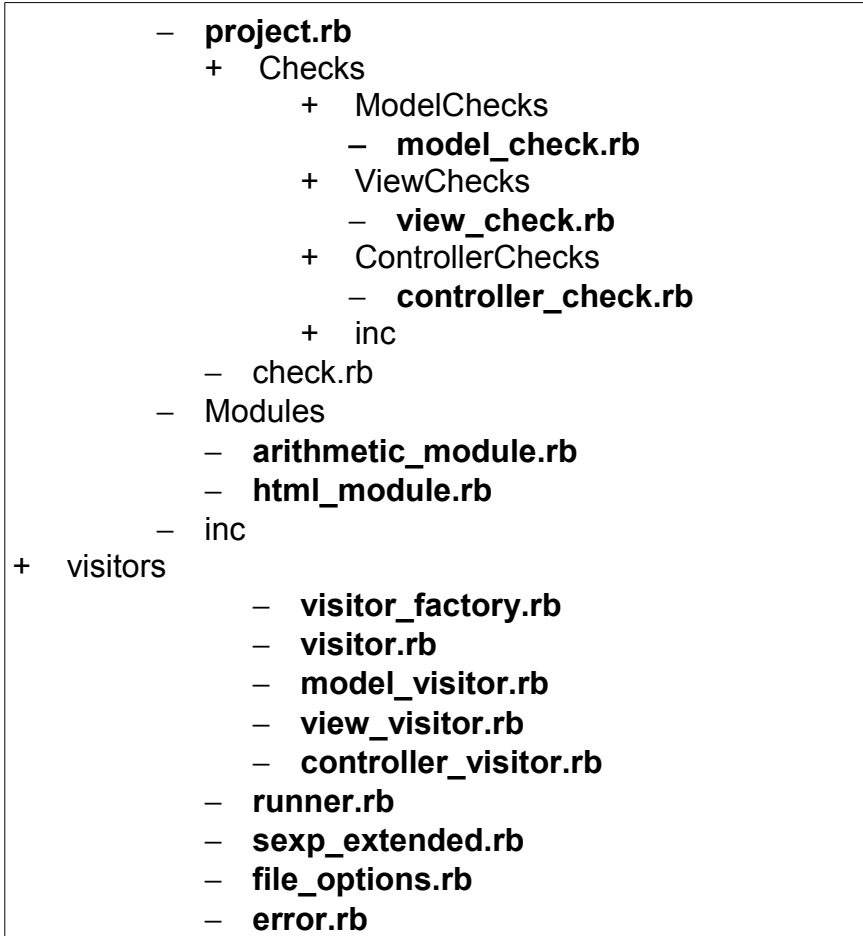 – project.rb
+ Checks
+ ModelChecks
– model_check.rb
+ ViewChecks
– view_check.rb
+ ControllerChecks
– controller_check.rb
+ inc
– check.rb
– Modules
– arithmetic_module.rb
– html_module.rb
– inc
+ visitors
– visitor_factory.rb
– visitor.rb
– model_visitor.rb
– view_visitor.rb
– controller_visitor.rb
– runner.rb
– sexp_extended.rb
– file_options.rb
– error.rb